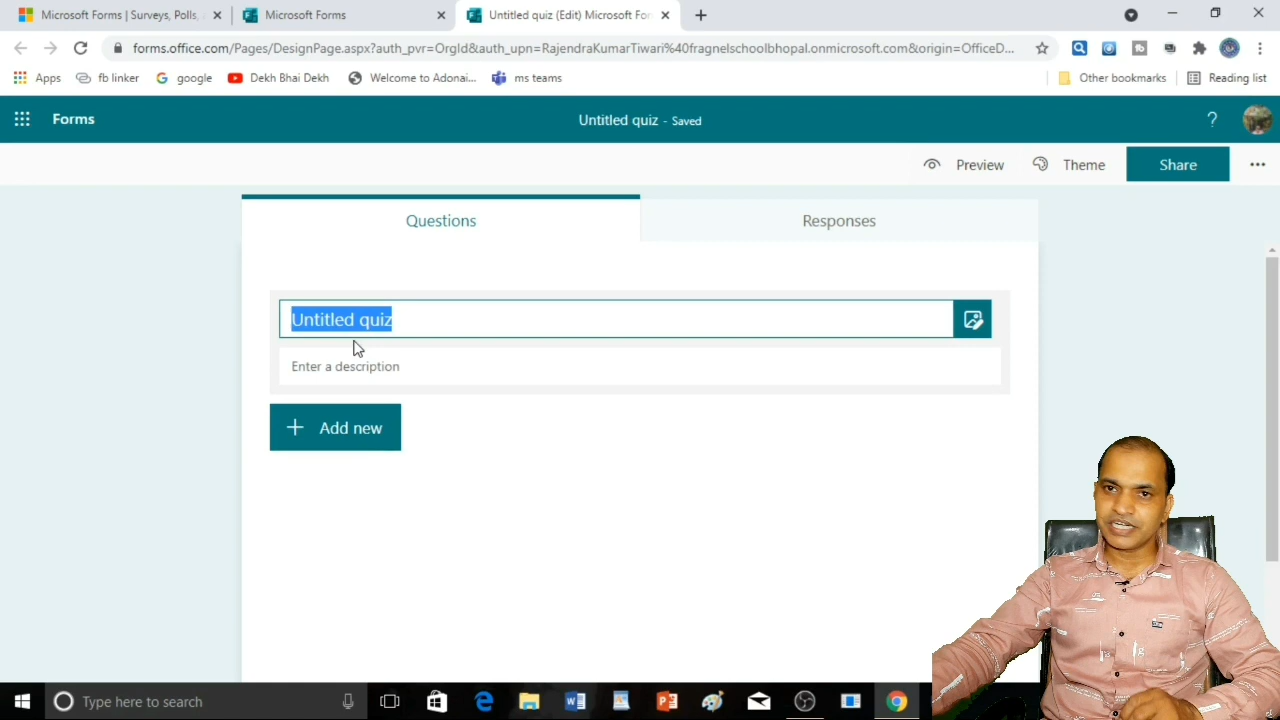 Microsoft Forms | Surveys, Polls,
Microsoft Forms
Untitled quiz (Edit) Microsoft For
forms.office.com/Pages/DesignPage.aspx?auth_pvr=OrgId&auth_upn=RajendraKumarTiwari%40fragnelschoolbhopal.onmicrosoft.com&origin=OfficeD...
Apps
fb linker
google
Dekh Bhai Dekh
Welcome to Adonai...
ms teams
Other bookmarks
Reading list
Forms
Untitled quiz - Saved
?
Preview
Theme
Share
Questions
Responses
Untitled quiz
Enter a description
Add new
Type here to search